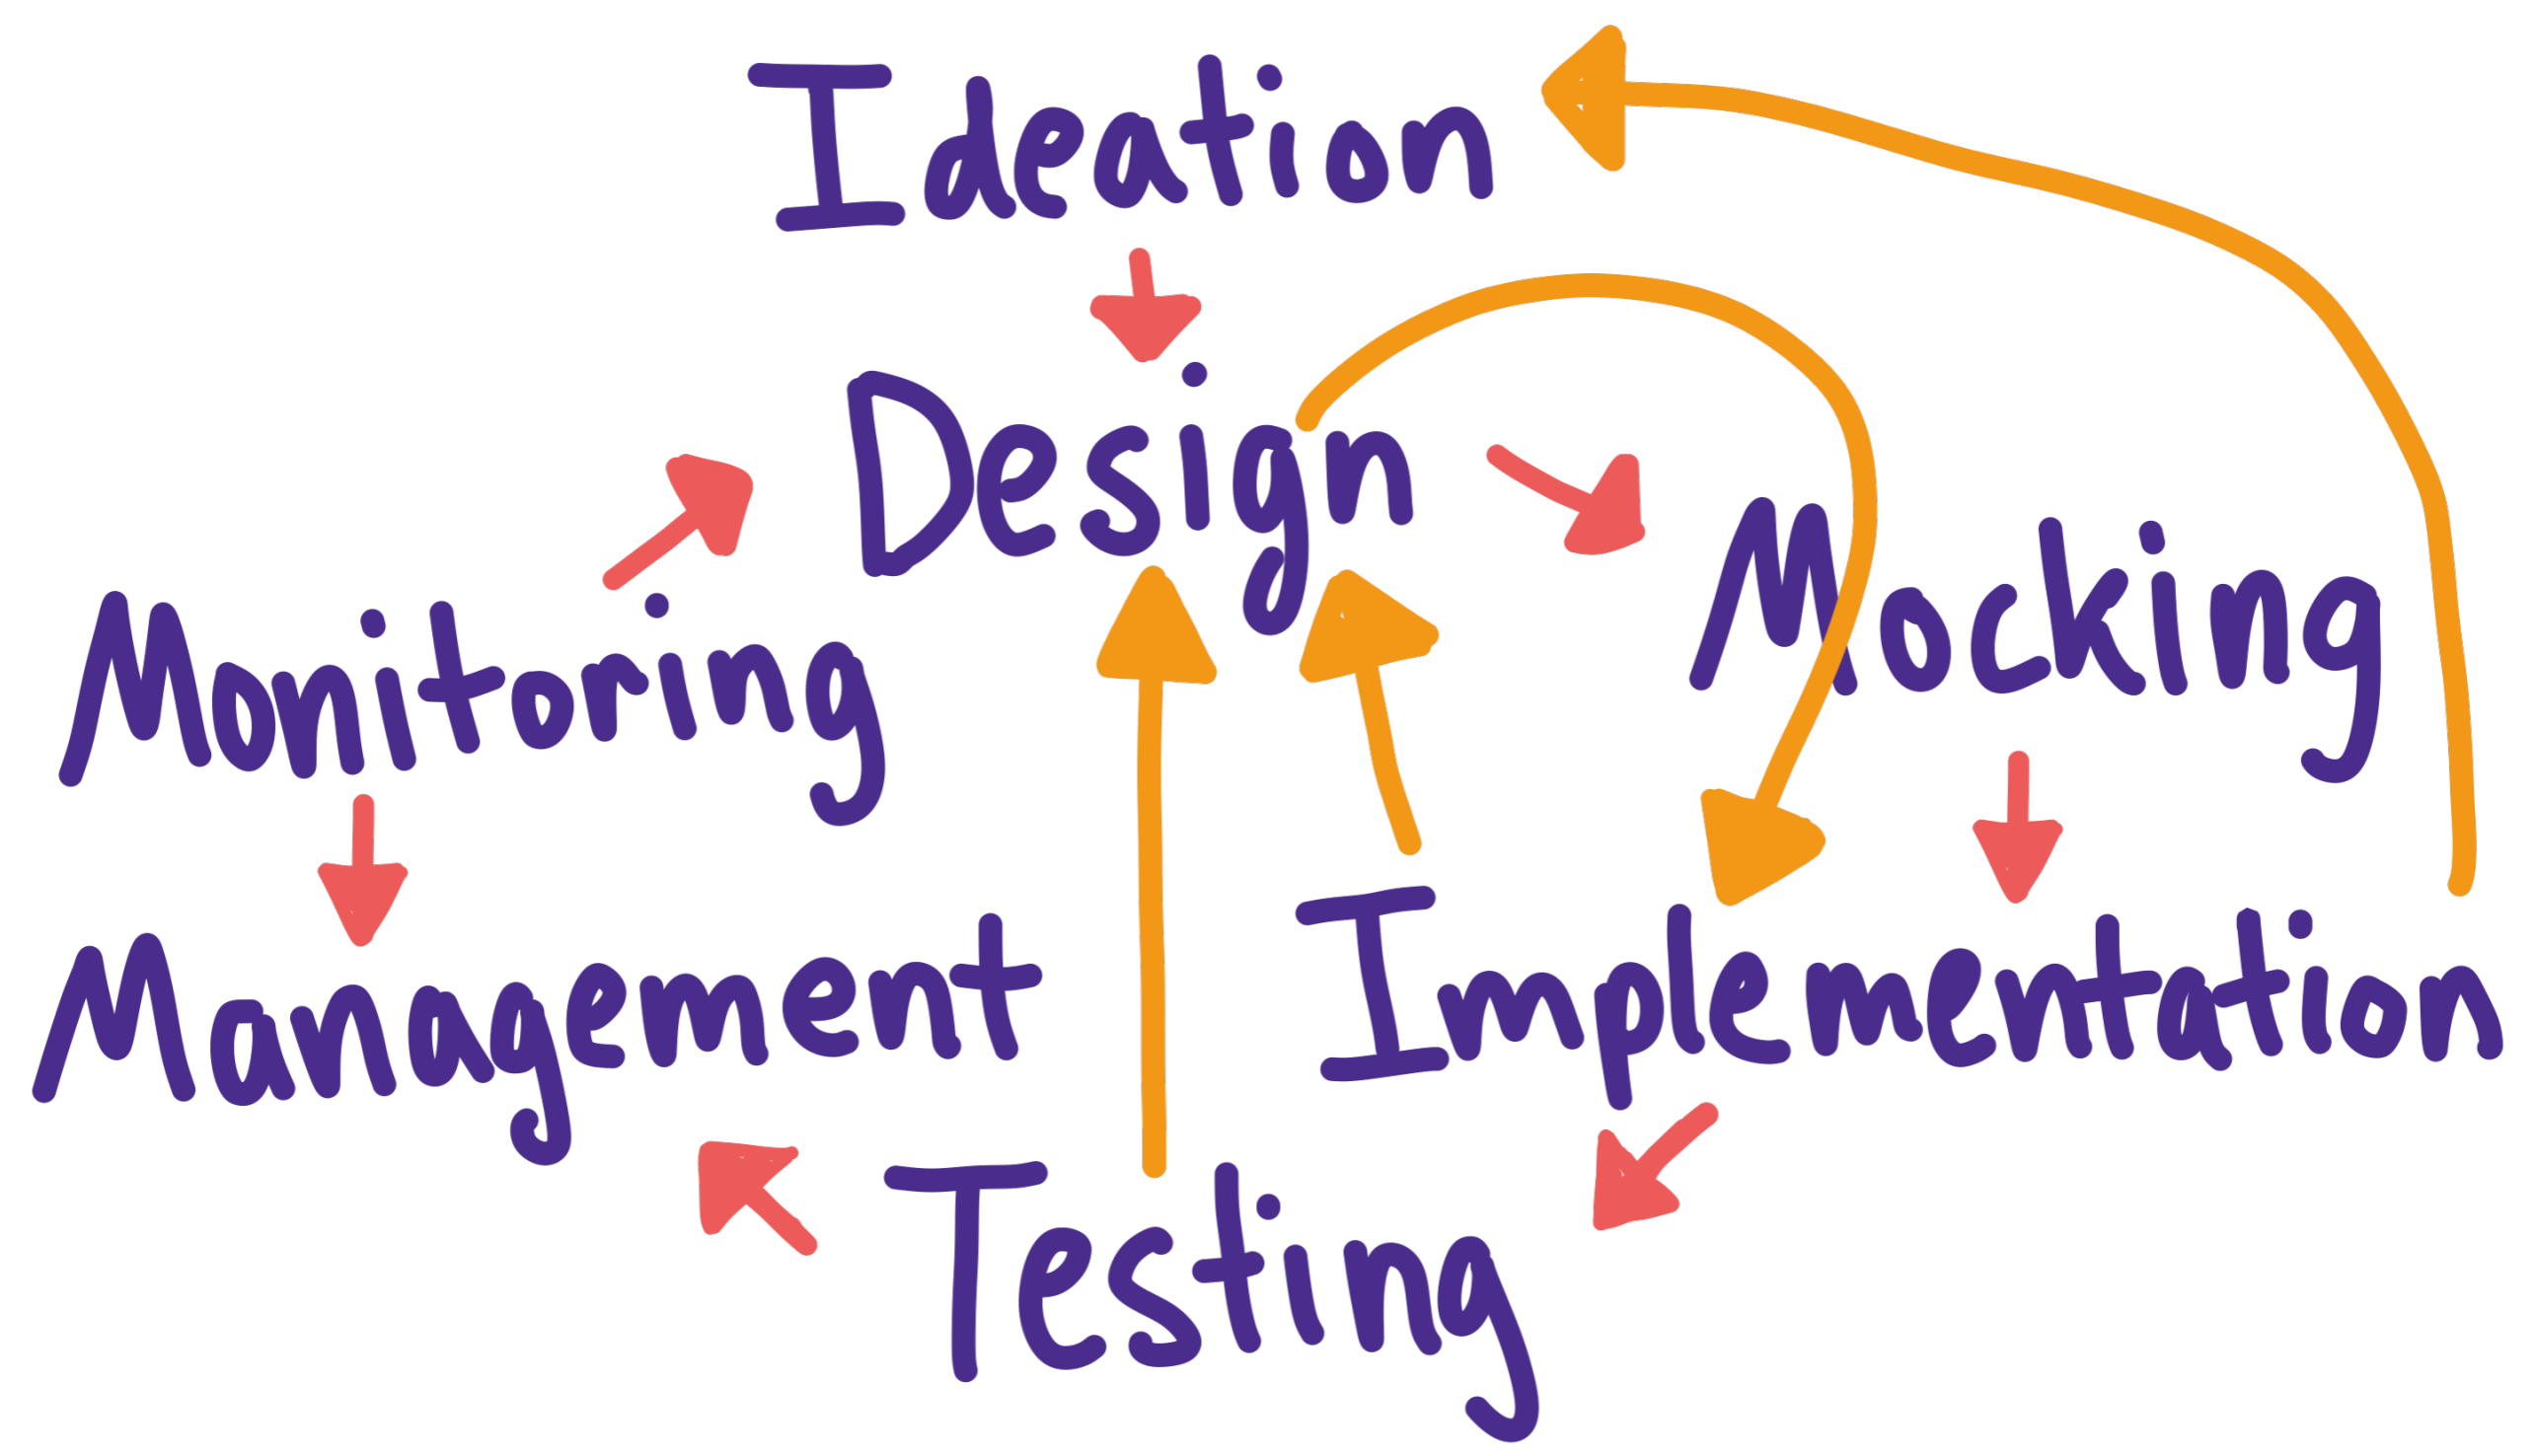 Ideation
Design
Mocking
Monitoring
Management
Implementation
Testing